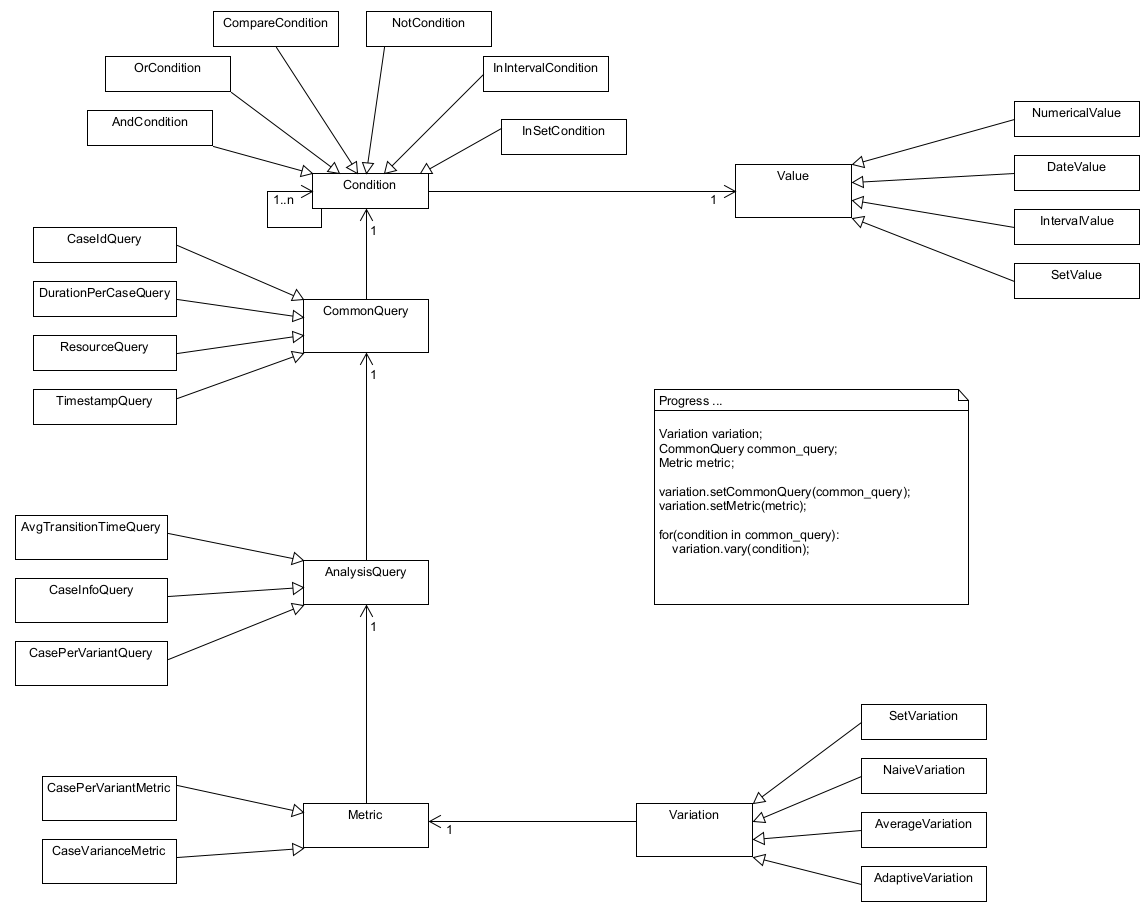 CompareCondition
NotCondition
OrCondition
InIntervalCondition
AndCondition
InSetCondition
NumericalValue
DateValue
Condition
Value
1..n
1
IntervalValue
1
CaseIdQuery
SetValue
DurationPerCaseQuery
CommonQuery
ResourceQuery
1
TimestampQuery
Progress ...
Variation variation;
CommonQuery common_query;
Metric metric;
variation.setCommonQuery(common_query);
variation.setMetric(metric);
for(condition in common_query):
variation.vary(condition);
AvgTransitionTimeQuery
AnalysisQuery
CaseInfoQuery
1
CasePerVariantQuery
SetVariation
NaiveVariation
CasePerVariantMetric
Metric
Variation
AverageVariation
1
CaseVarianceMetric
AdaptiveVariation